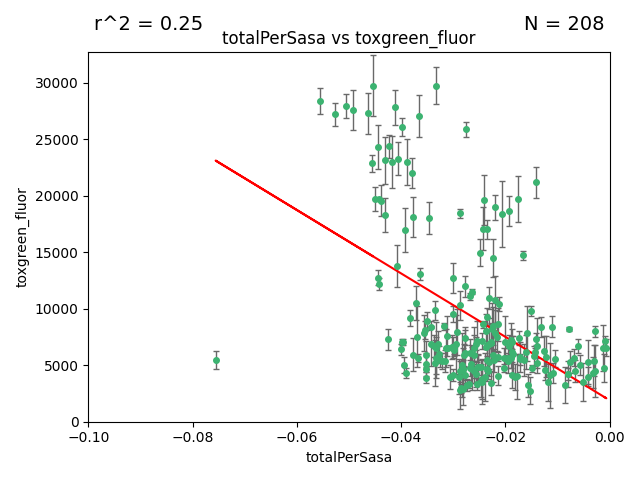 r^2 = 0.25
N = 208
totalPerSasa vs toxgreen_fluor
30000
25000
20000
15000
10000
5000
0
toxgreen_fluor
−0.10
−0.08
−0.06
−0.04
−0.02
0.00
totalPerSasa